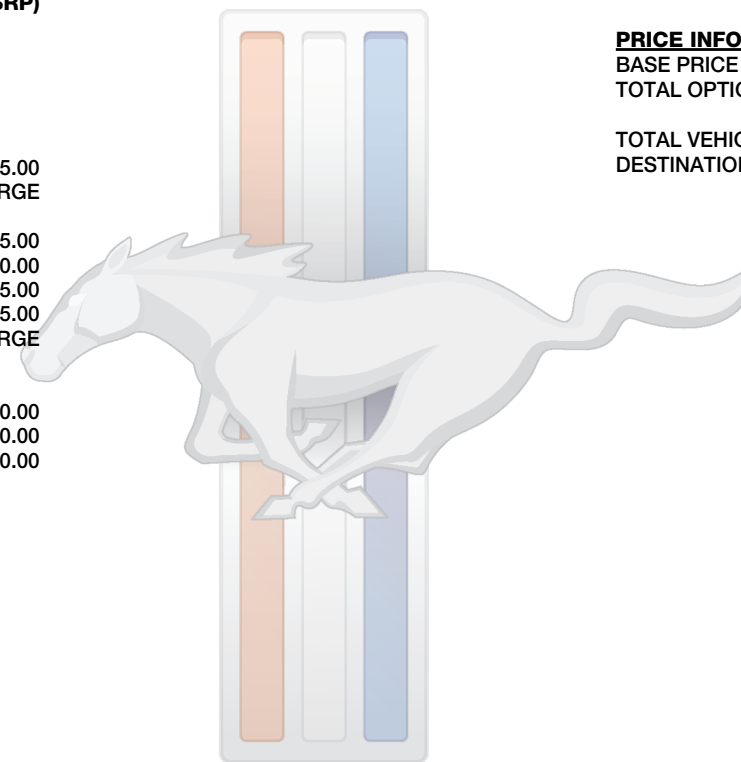 SRP)
5.00
RGE
5.00
0.00
5.00
5.00
RGE
0.00
0.00
0.00
PRICE INFO
BASE PRICE
TOTAL OPTIO
TOTAL VEHIC
DESTINATION